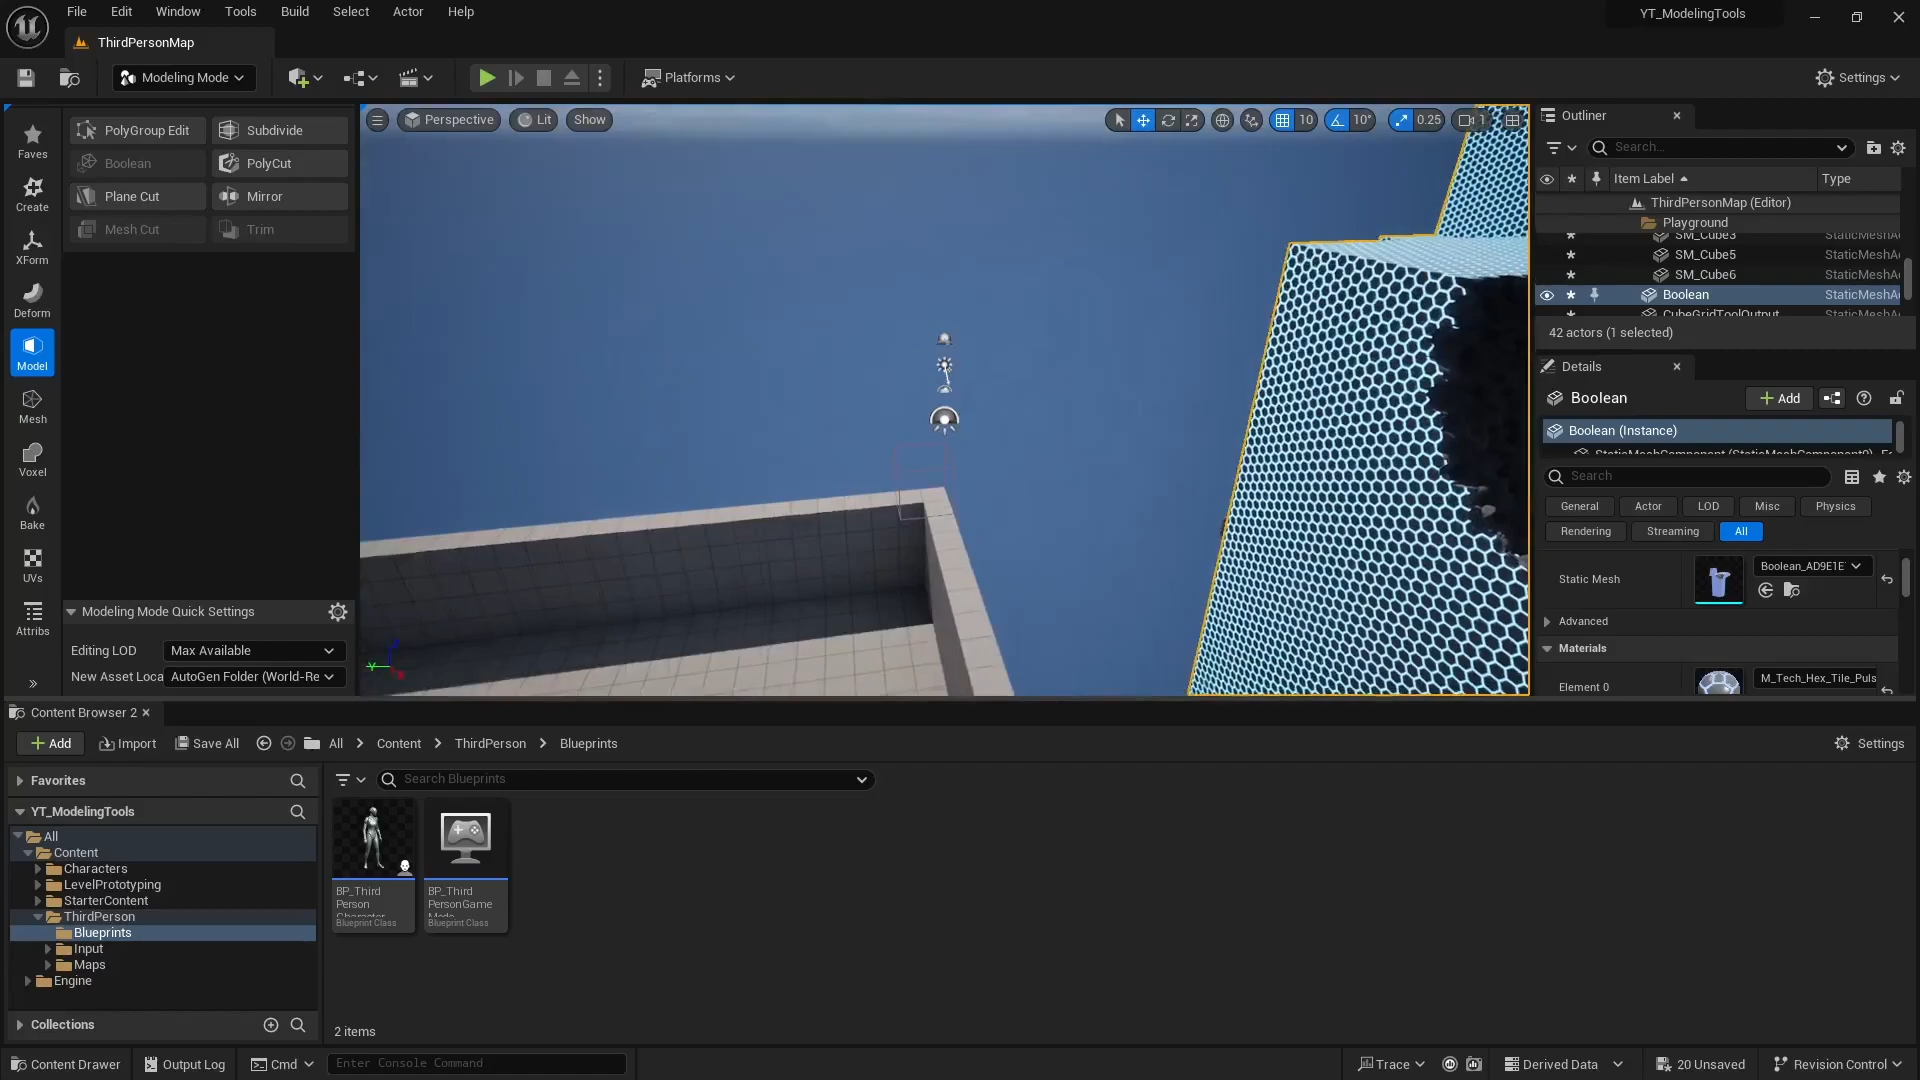 File Edit Window Tools Build Select Actor Help
YT_ModelingTools
ThirdPersonMap
Modeling Mode
Platforms
Settings
Faves
Create
XForm
Deform
Model
Mesh
Voxel
Bake
UVs
Attribs
PolyGroup Edit Subdivide
Boolean PolyCut
Plane Cut Mirror
Mesh Cut Trim
Modeling Mode Quick Settings
Editing LOD Max Available
New Asset Loca AutoGen Folder (World-Re
Perspective Lit Show
10 10° 0.25 1
Outliner
Search...
Item Label Type
ThirdPersonMap (Editor)
Playground
SM_Cube3 StaticMeshA
SM_Cube5 StaticMeshA
SM_Cube6 StaticMeshA
Boolean StaticMeshA
CubeGridToolOutput StaticMeshA
42 actors (1 selected)
Details
Boolean Add
Boolean (Instance)
StaticMeshComponent (StaticMeshComponent0)
Search
General Actor LOD Misc Physics
Rendering Streaming All
Static Mesh Boolean_AD9E1E
Advanced
Materials
Element 0 M_Tech_Hex_Tile_Puls
Content Browser 2
Add Import Save All All Content ThirdPerson Blueprints Settings
Favorites
YT_ModelingTools
All
Content
Characters
LevelPrototyping
StarterContent
ThirdPerson
Blueprints
Input
Maps
Engine
Collections
Search Blueprints
BP_Third
Person
Character
Blueprint Class
BP_Third
PersonGame
Mode
Blueprint Class
2 items
Content Drawer Output Log Cmd Enter Console Command Trace Derived Data 20 Unsaved Revision Control